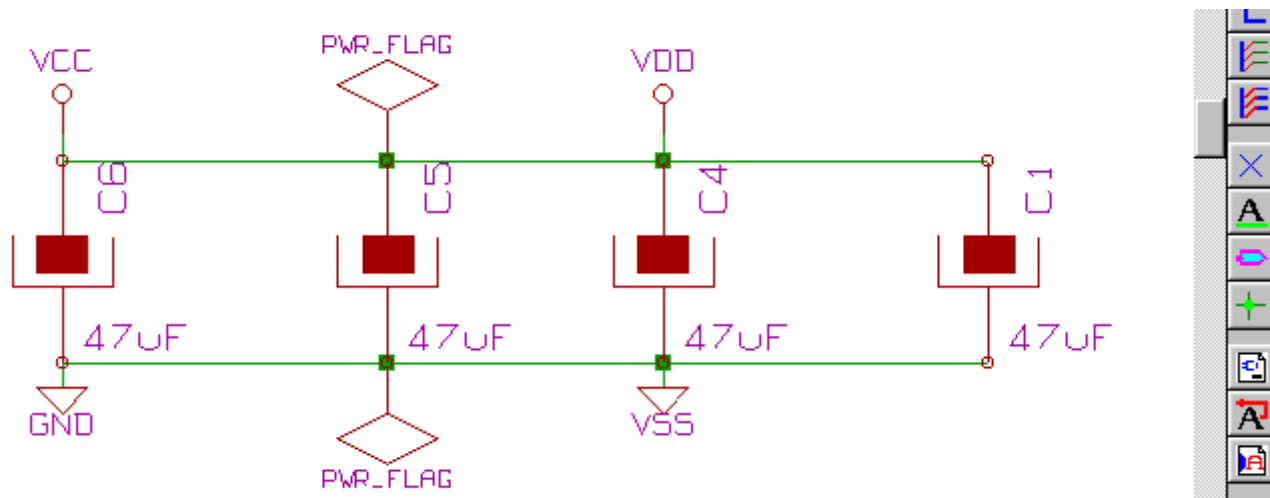 PWR_FLAG
VCC
VDD
C6
C5
C4
C1
47uF
47uF
47uF
47uF
GND
VSS
PWR_FLAG
A
A
A